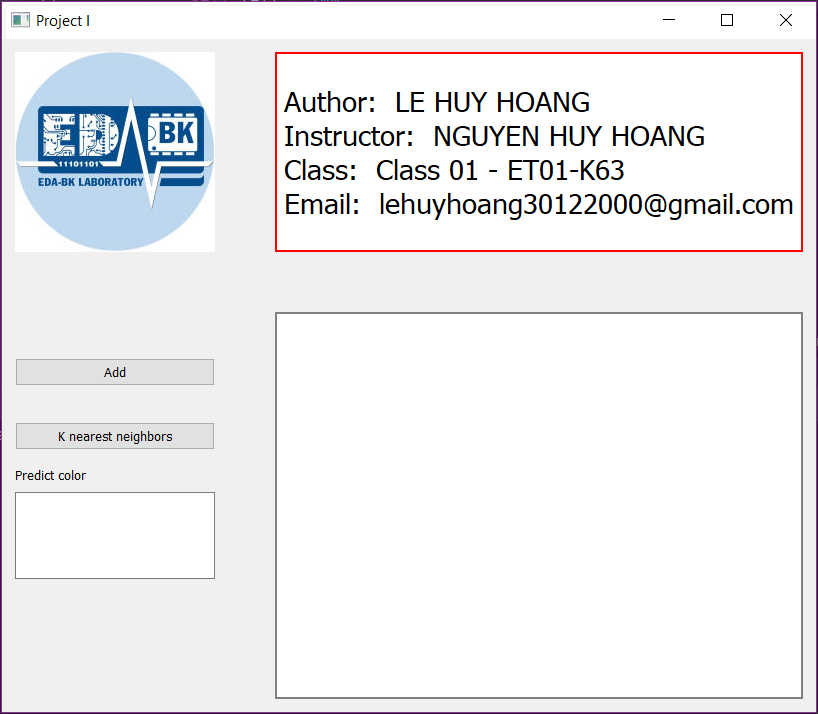 Project I
EDA BK
11101101
EDA-BK LABORATORY
Author: LE HUY HOANG
Instructor: NGUYEN HUY HOANG
Class: Class 01 - ET01-K63
Email: lehuyhoang30122000@gmail.com
Add
K nearest neighbors
Predict color